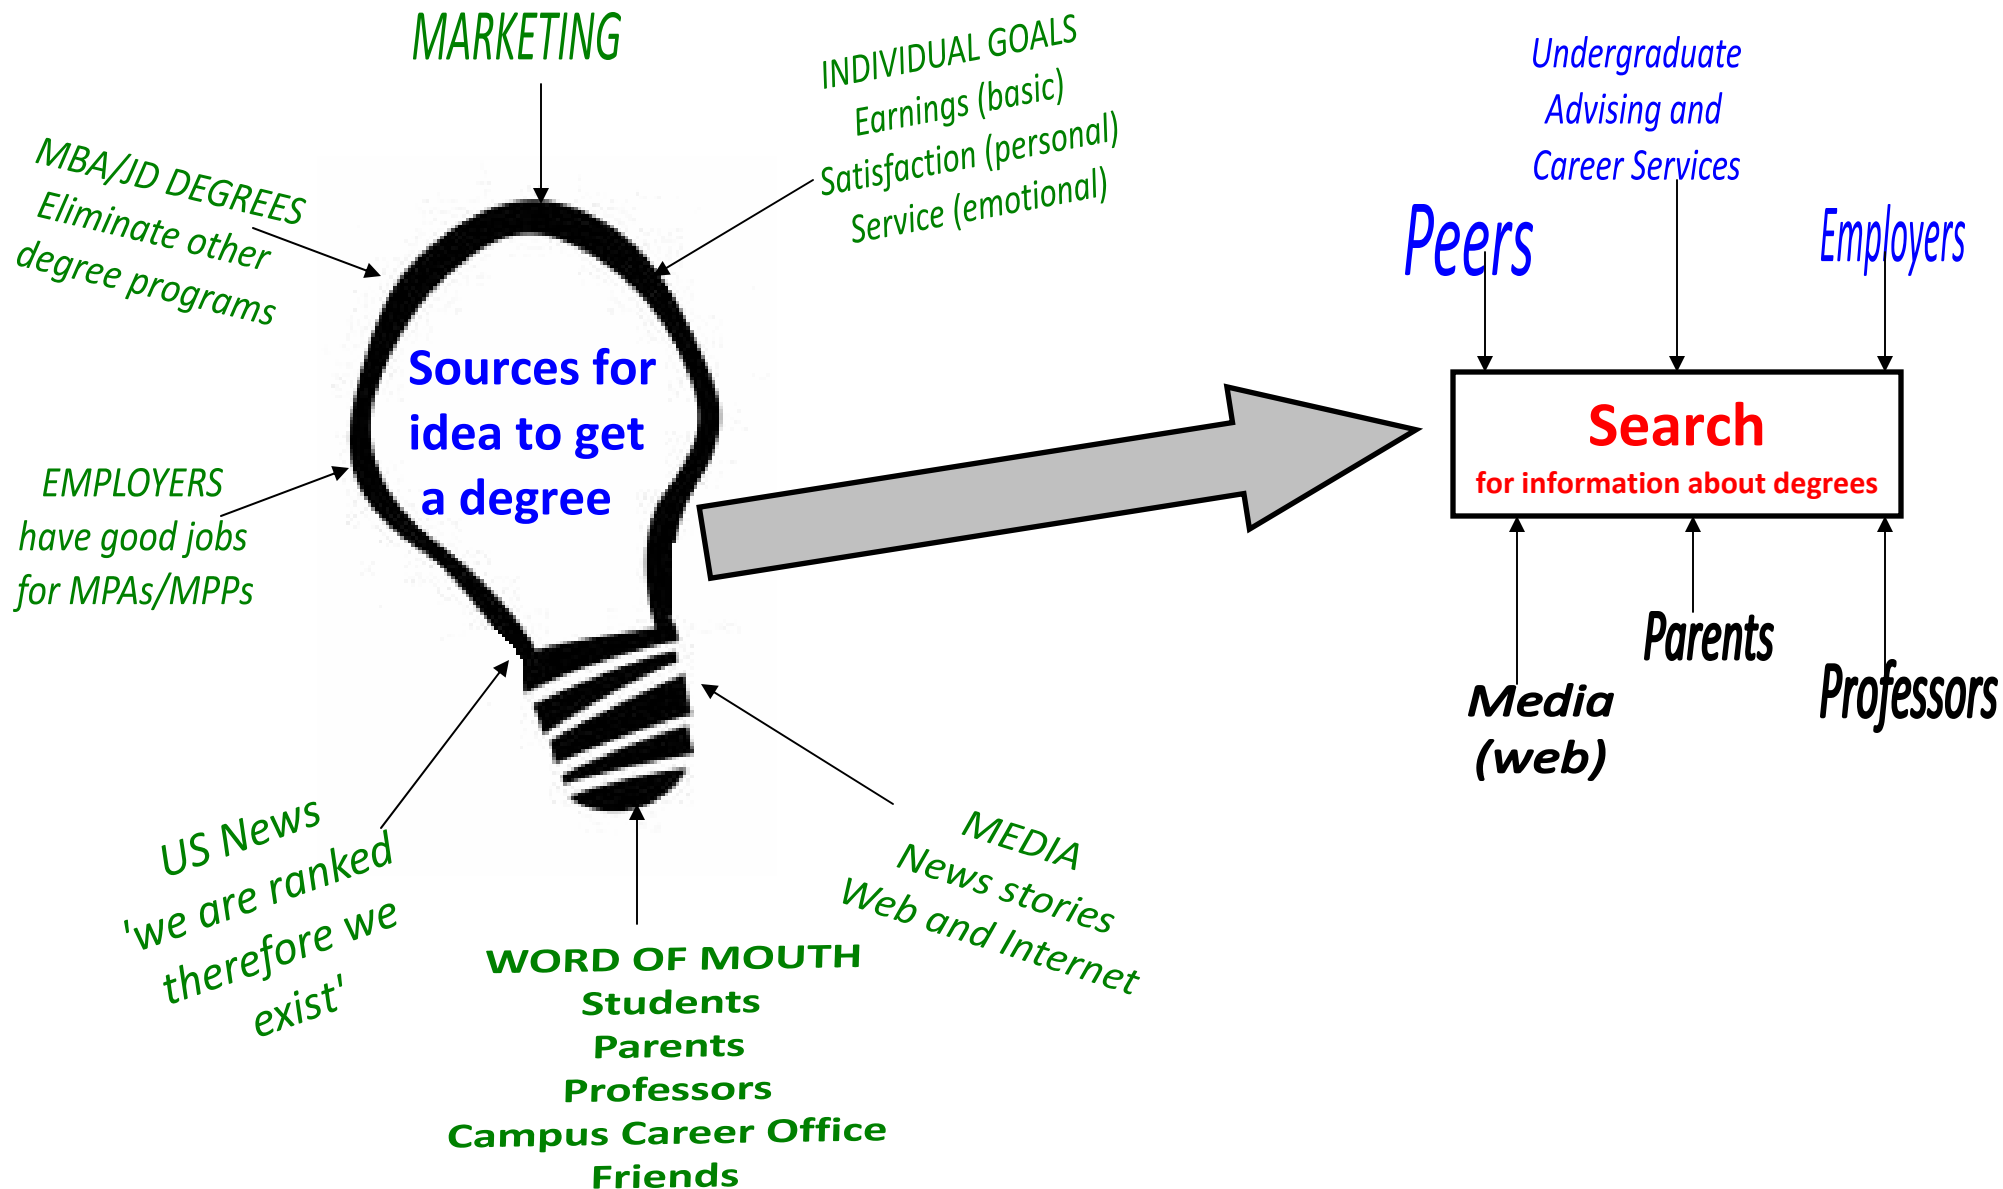 MARKETING
INDIVIDUAL GOALS
Earnings (basic)
Satisfaction (personal)
Service (emotional)
MBA/JD DEGREES
Eliminate other
degree programs
Sources for
idea to get
a degree
EMPLOYERS
have good jobs
for MPAs/MPPs
US News
'we are ranked
therefore we
exist'
WORD OF MOUTH
Students
Parents
Professors
Campus Career Office
Friends
MEDIA
News stories
Web and Internet
Undergraduate
Advising and
Career Services
Peers
Employers
Search
for information about degrees
Parents
Media
(web)
Professors